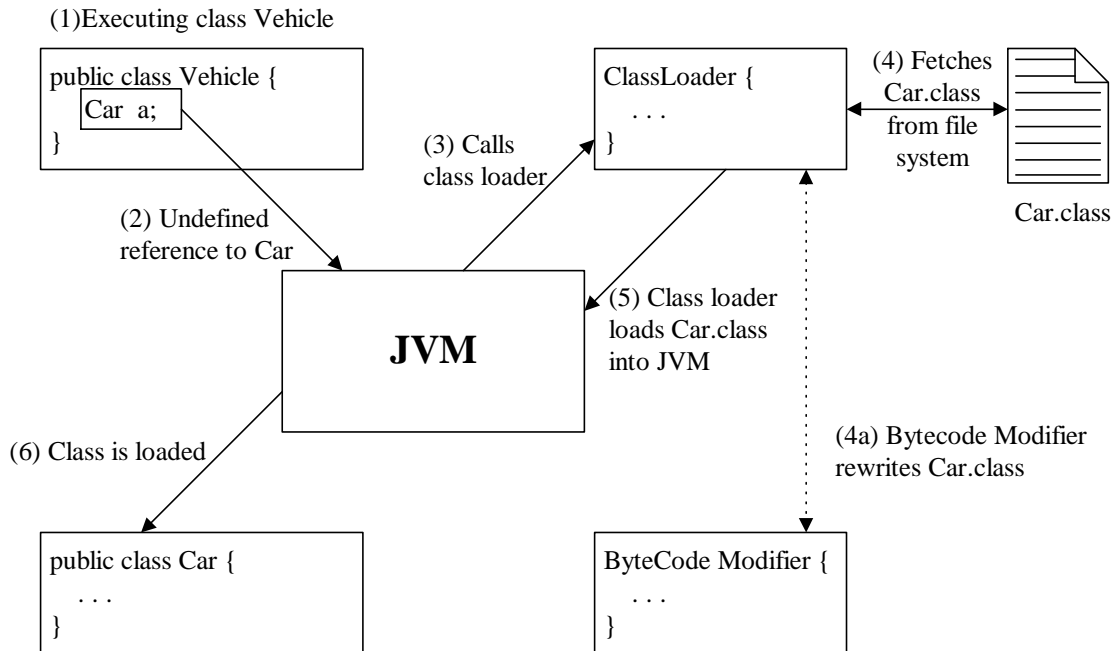 (1)Executing class Vehicle
public class Vehicle {
Car a;
}
(2) Undefined
reference to Car
(3) Calls
class loader
ClassLoader {
. . .
}
(4) Fetches
Car.class
from file
system
Car.class
JVM
(5) Class loader
loads Car.class
into JVM
(4a) Bytecode Modifier
rewrites Car.class
(6) Class is loaded
public class Car {
. . .
}
ByteCode Modifier {
. . .
}